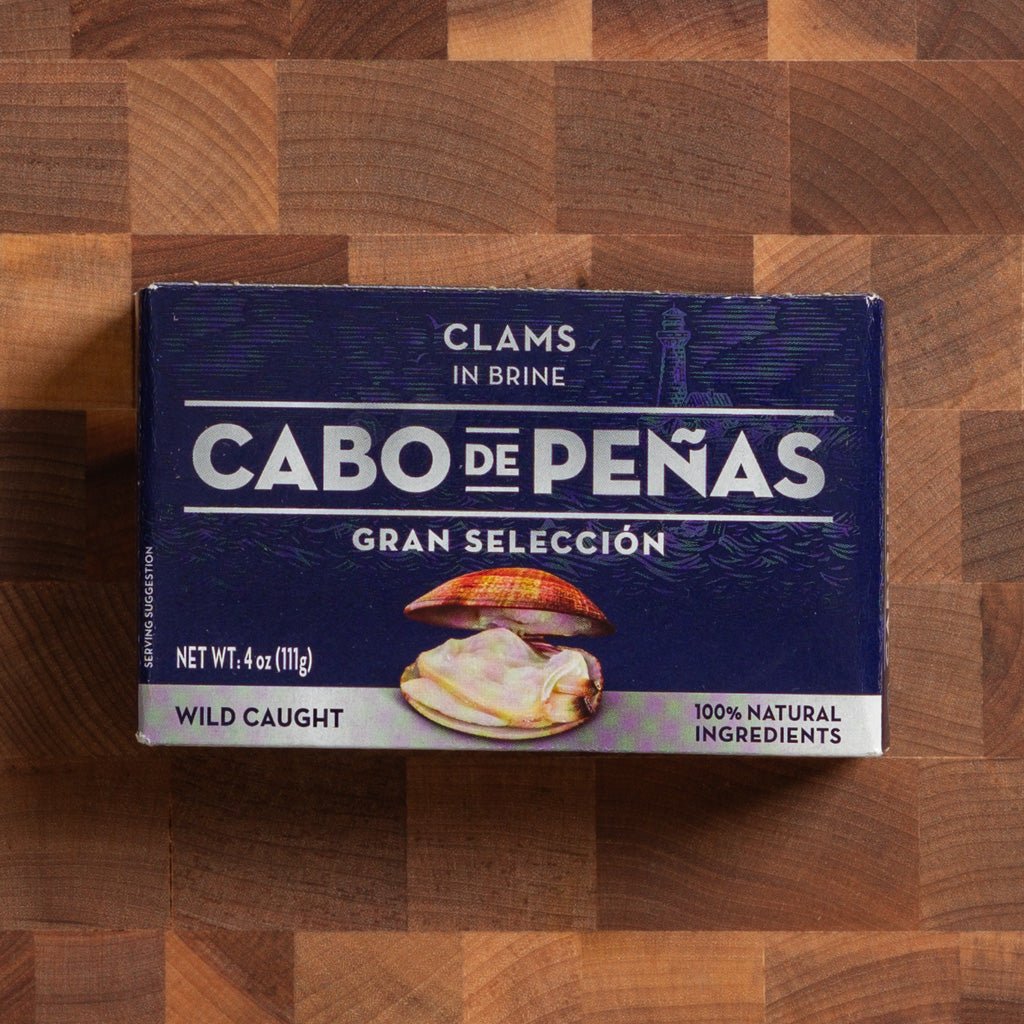 CLAMS
IN BRINE
CABO DE PEÑAS
GRAN SELECCIÓN
SERVING SUGGESTION
NET WT: 4 oz (111g)
WILD CAUGHT
100% NATURAL
INGREDIENTS